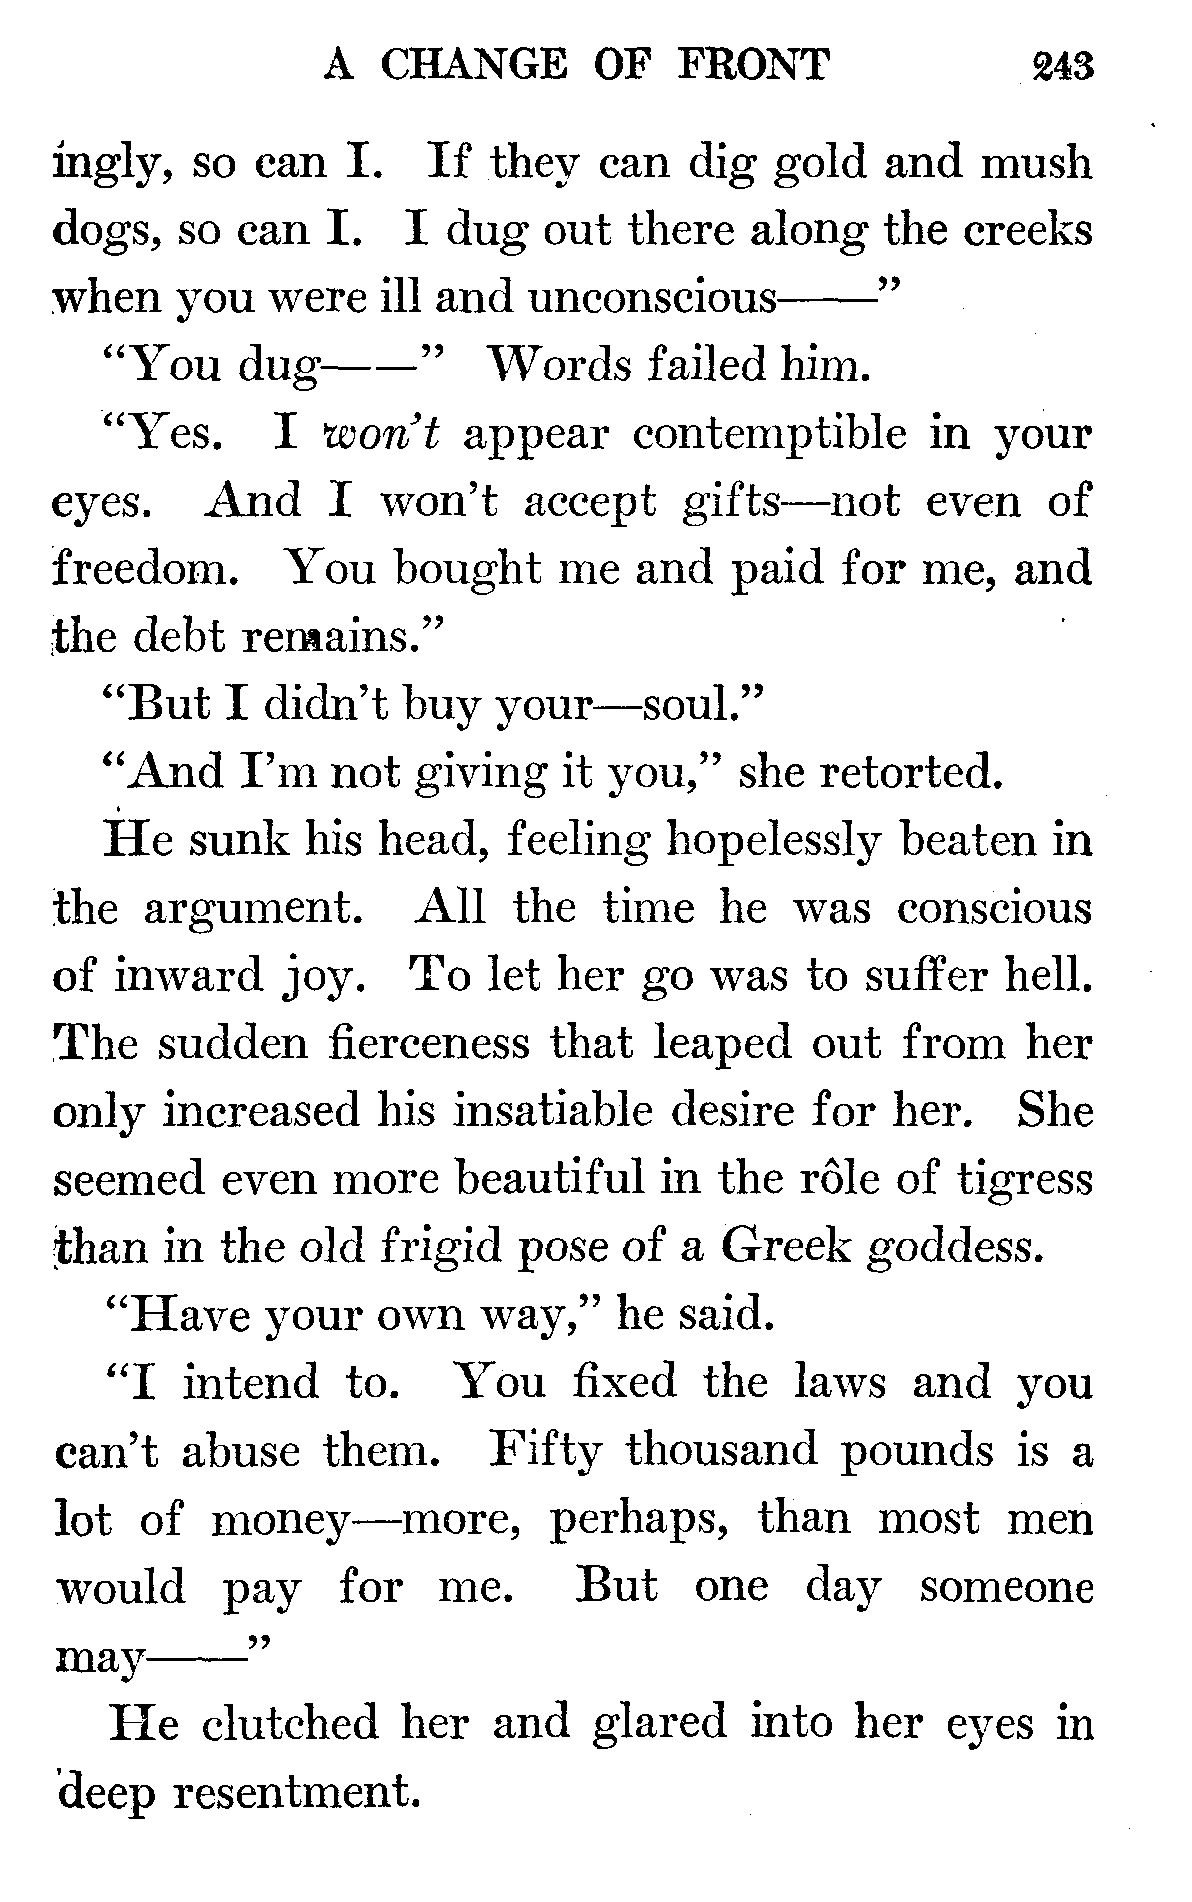 A CHANGE OF FRONT 243
ingly, so can I. If they can dig gold and mush
dogs, so can I. I dug out there along the creeks
when you were ill and unconscious——”
“You dug——” Words failed him.
“Yes. I won’t appear contemptible in your
eyes. And I won’t accept gifts—not even of
freedom. You bought me and paid for me, and
the debt remains.”
“But I didn’t buy your—soul.”
“And I’m not giving it you,” she retorted.
He sunk his head, feeling hopelessly beaten in
the argument. All the time he was conscious
of inward joy. To let her go was to suffer hell.
The sudden fierceness that leaped out from her
only increased his insatiable desire for her. She
seemed even more beautiful in the rôle of tigress
than in the old frigid pose of a Greek goddess.
“Have your own way,” he said.
“I intend to. You fixed the laws and you
can’t abuse them. Fifty thousand pounds is a
lot of money—more, perhaps, than most men
would pay for me. But one day someone
may——”
He clutched her and glared into her eyes in
deep resentment.